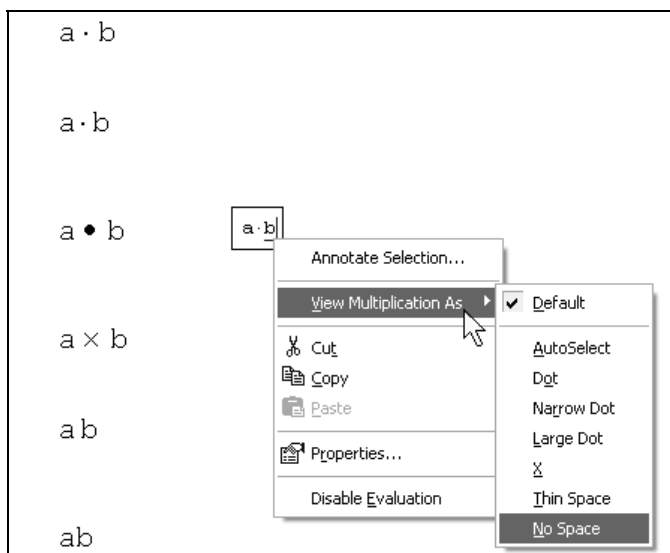 a · b
a·b
a • b
a·b
Annotate Selection...
View Multiplication As
Default
a × b
Cut
AutoSelect
Copy
Dot
Paste
Narrow Dot
a b
Large Dot
Properties...
X
Disable Evaluation
Thin Space
No Space
ab